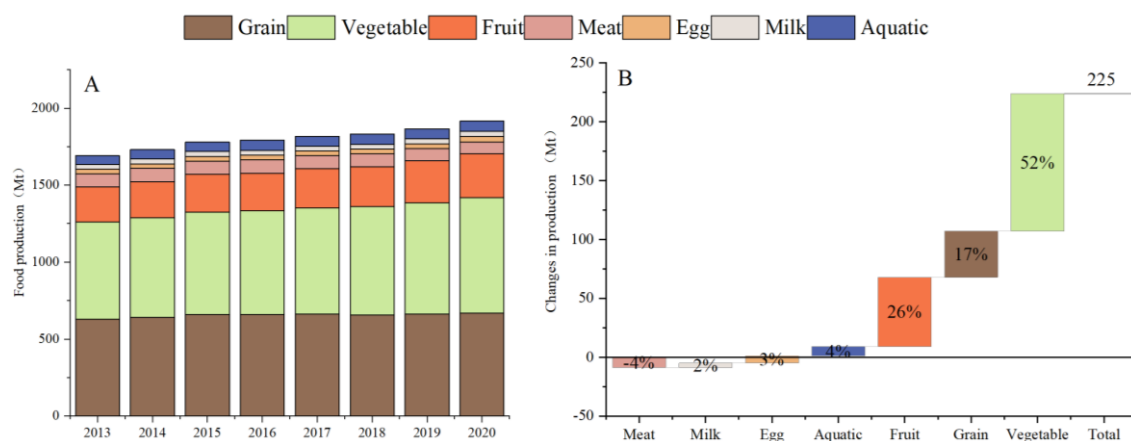 Grain Vegetable Fruit Meat Egg Milk Aquatic
A
Food production（Mt）
2000
1500
1000
500
0
2013 2014 2015 2016 2017 2018 2019 2020
B
Changes in production（Mt）
250
200
150
100
50
0
-50
225
52%
17%
26%
4%
3%
2%
-4%
Meat Milk Egg Aquatic Fruit Grain Vegetable Total